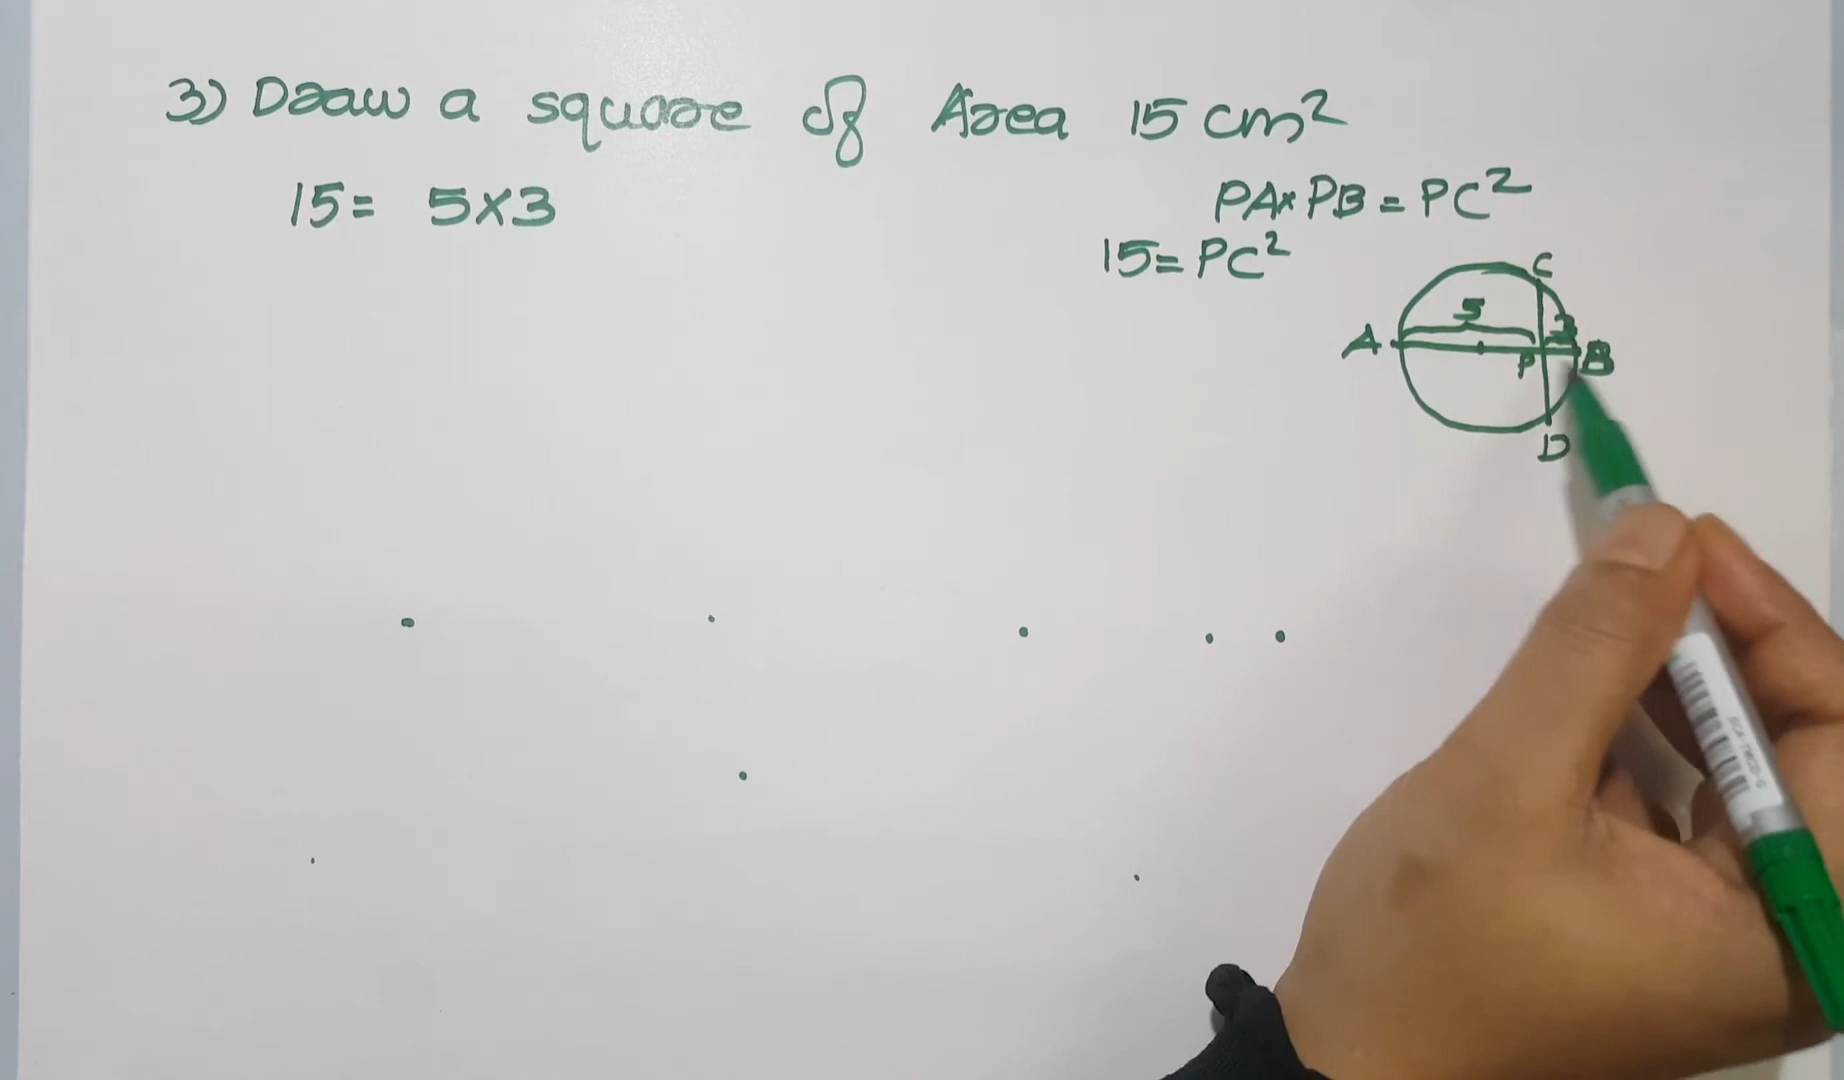 3) Draw a square of Area 15 cm²
15 = 5×3
PA×PB = PC²
15 = PC²
C
5 3
A P B
D